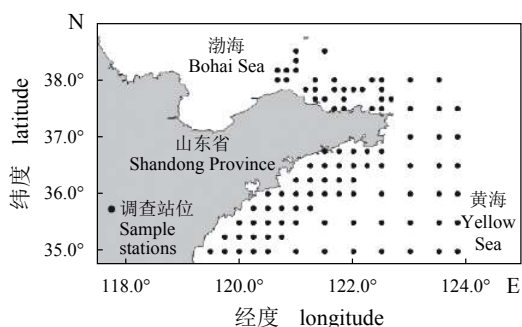 N
渤海
Bohai Sea
38.0°
37.0°
36.0°
35.0°
纬度 latitude
山东省
Shandong Province
调查站位
Sample
stations
黄海
Yellow
Sea
118.0° 120.0° 122.0° 124.0° E
经度 longitude